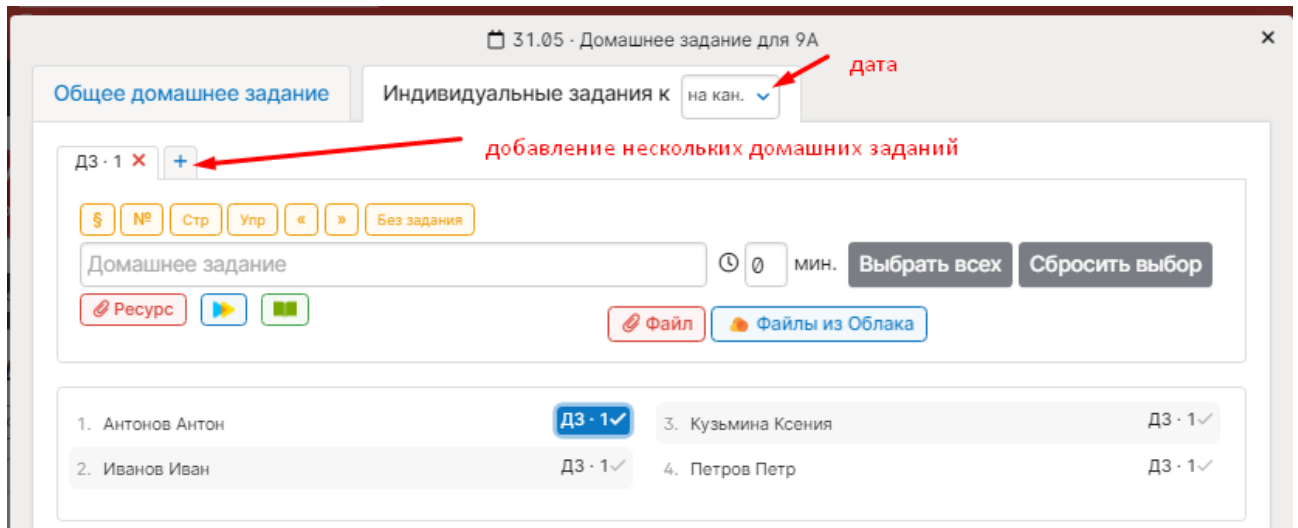 31.05 · Домашнее задание для 9А
×
дата
Общее домашнее задание Индивидуальные задания к на кан.
добавление нескольких домашних заданий
ДЗ · 1 × +
§ № Стр Упр « » Без задания
Домашнее задание 0 мин. Выбрать всех Сбросить выбор
Ресурс Файл Файлы из Облака
1. Антонов Антон ДЗ · 1✓ 3. Кузьмина Ксения ДЗ · 1✓
2. Иванов Иван ДЗ · 1✓ 4. Петров Петр ДЗ · 1✓